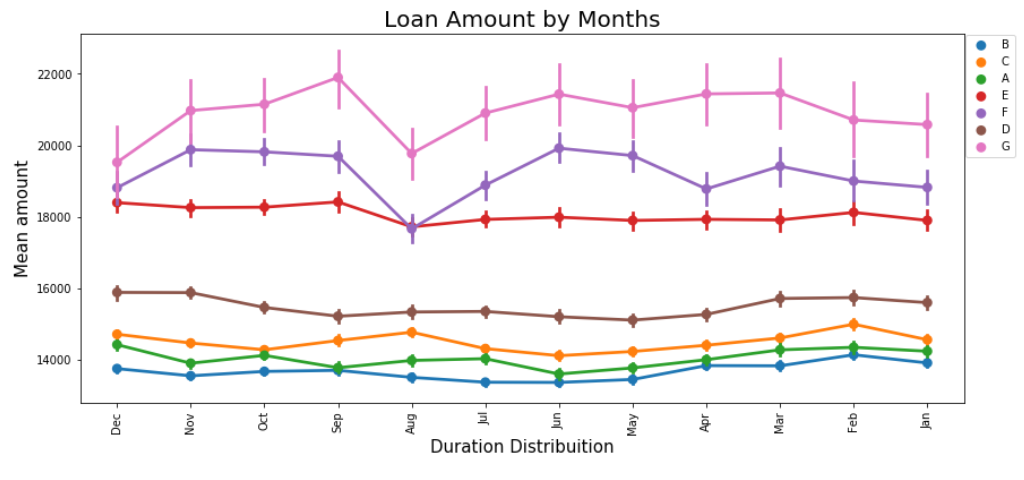 Loan Amount by Months
Mean amount
22000
20000
18000
16000
14000
Dec Nov Oct Sep Aug Jul Jun May Apr Mar Feb Jan
Duration Distribuition
B
C
A
E
F
D
G